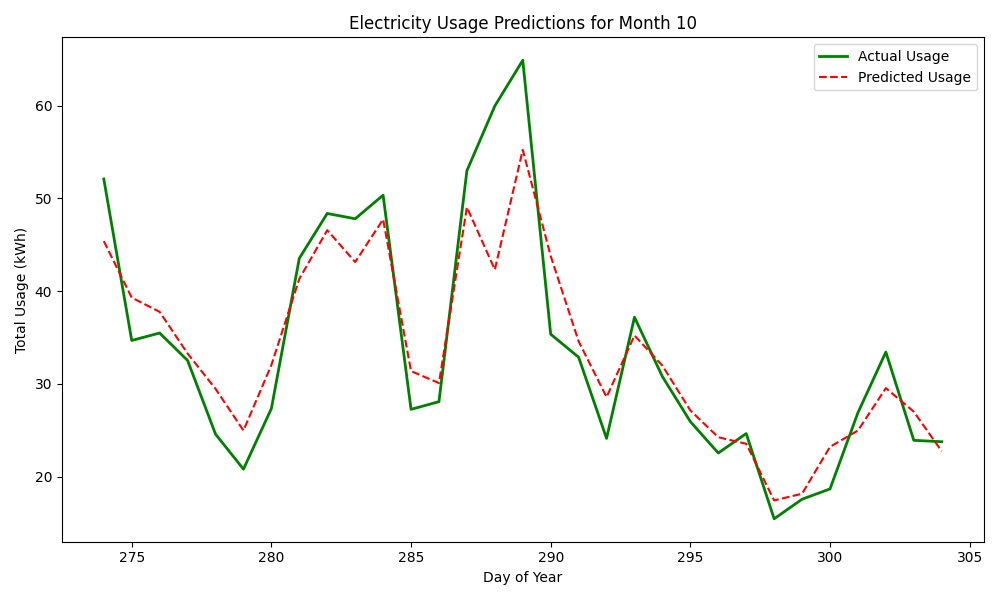 Electricity Usage Predictions for Month 10
Actual Usage
Predicted Usage
Total Usage (kWh)
60
50
40
30
20
275
280
285
290
295
300
305
Day of Year